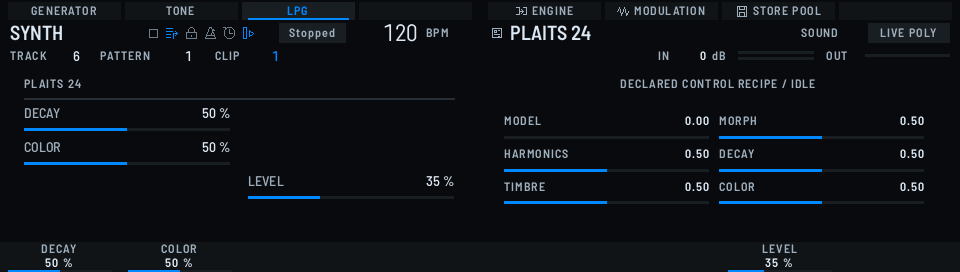 GENERATOR TONE LPG ENGINE MODULATION STORE POOL
SYNTH Stopped 120 BPM PLAITS 24 SOUND LIVE POLY
TRACK 6 PATTERN 1 CLIP 1 IN 0 dB OUT
PLAITS 24 DECLARED CONTROL RECIPE / IDLE
DECAY 50 %
COLOR 50 %
LEVEL 35 %
MODEL 0.00 MORPH 0.50
HARMONICS 0.50 DECAY 0.50
TIMBRE 0.50 COLOR 0.50
DECAY COLOR LEVEL
50 % 50 % 35 %